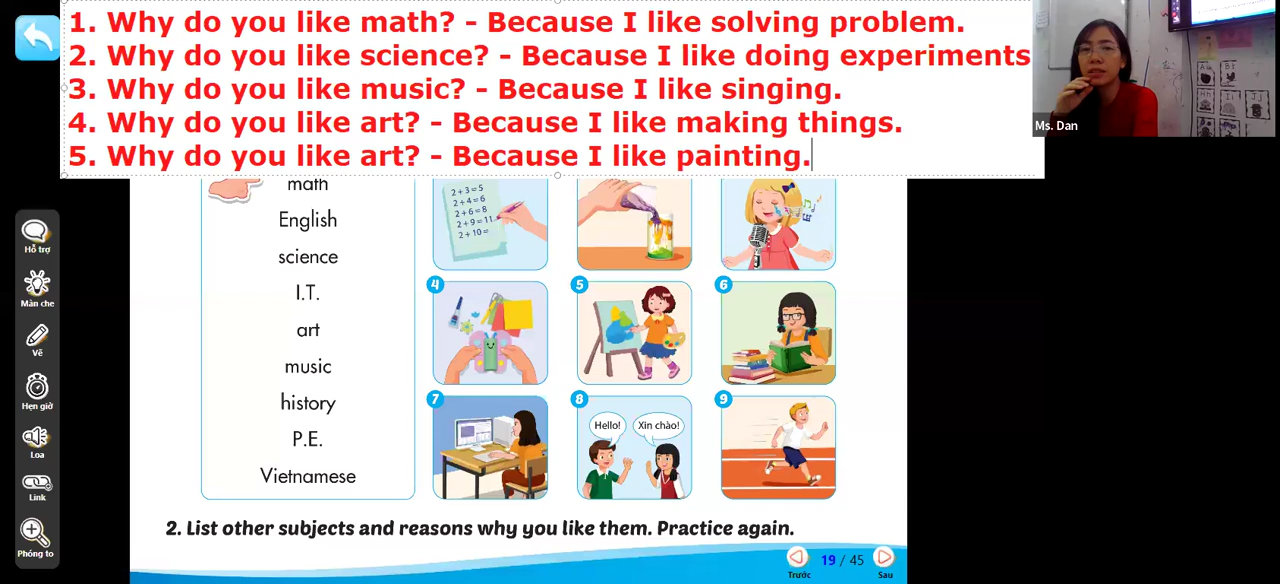 1. Why do you like math? - Because I like solving problem.
2. Why do you like science? - Because I like doing experiments
3. Why do you like music? - Because I like singing.
4. Why do you like art? - Because I like making things.
5. Why do you like art? - Because I like painting.
Ms. Dan
math
English
science
I.T.
art
music
history
P.E.
Vietnamese
2+3=5
2+4=6
2+6=8
2+9=11
2+10=
4
5
6
7
8
9
Hello!
Xin chào!
2. List other subjects and reasons why you like them. Practice again.
Hỗ trợ
Màn che
Vẽ
Hẹn giờ
Loa
Link
Phóng to
Trước
19 / 45
Sau